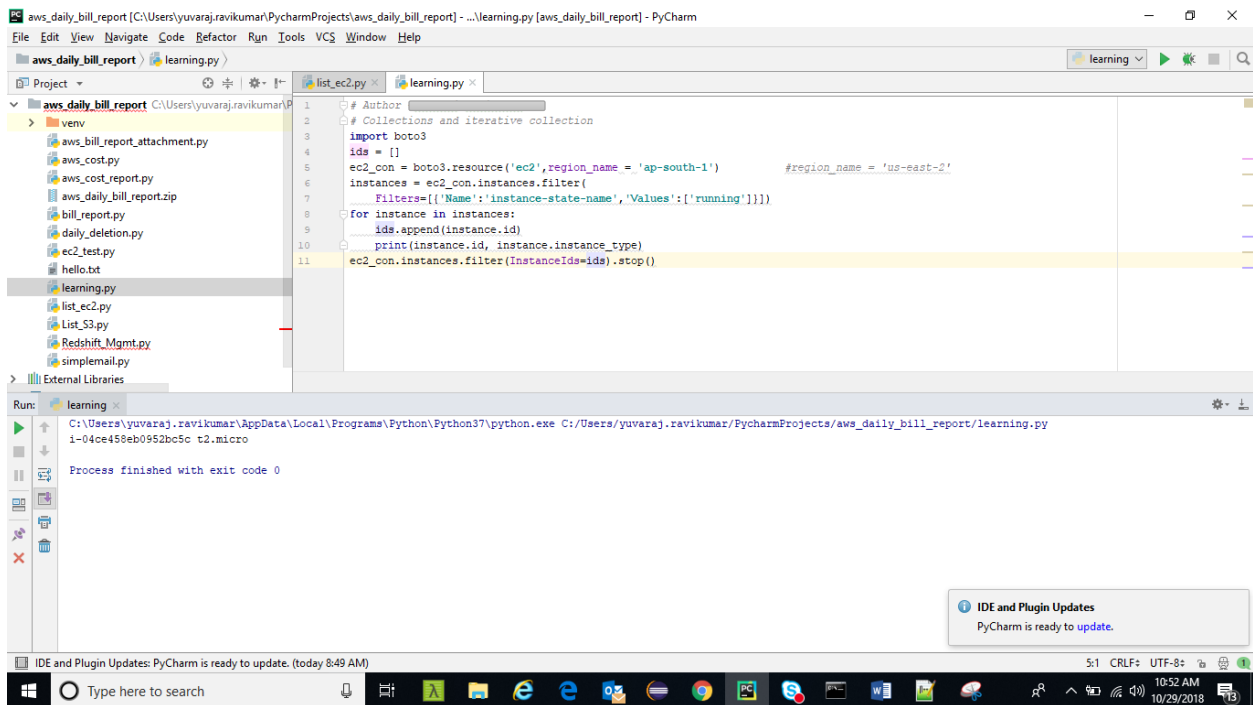 aws_daily_bill_report [C:\Users\yuvaraj.ravikumar\PycharmProjects\aws_daily_bill_report] - ...\learning.py [aws_daily_bill_report] - PyCharm
File Edit View Navigate Code Refactor Run Tools VCS Window Help
aws_daily_bill_report learning.py
learning
Project
list_ec2.py
learning.py
aws_daily_bill_report C:\Users\yuvaraj.ravikumar\P
venv
aws_bill_report_attachment.py
aws_cost.py
aws_cost_report.py
aws_daily_bill_report.zip
bill_report.py
daily_deletion.py
ec2_test.py
hello.txt
learning.py
list_ec2.py
List_S3.py
Redshift_Mgmt.py
simplemail.py
External Libraries
1 # Author
2 # Collections and iterative collection
3 import boto3
4 ids = []
5 ec2_con = boto3.resource('ec2',region_name = 'ap-south-1') #region_name = 'us-east-2'
6 instances = ec2_con.instances.filter(
7 Filters=[{'Name':'instance-state-name','Values':['running']}])
8 for instance in instances:
9 ids.append(instance.id)
10 print(instance.id, instance.instance_type)
11 ec2_con.instances.filter(InstanceIds=ids).stop()
Run: learning
C:\Users\yuvaraj.ravikumar\AppData\Local\Programs\Python\Python37\python.exe C:/Users/yuvaraj.ravikumar/PycharmProjects/aws_daily_bill_report/learning.py
i-04ce458eb0952bc5c t2.micro
Process finished with exit code 0
IDE and Plugin Updates
PyCharm is ready to update.
IDE and Plugin Updates: PyCharm is ready to update. (today 8:49 AM)
5:1 CRLF UTF-8 1
Type here to search
10:52 AM
10/29/2018
13